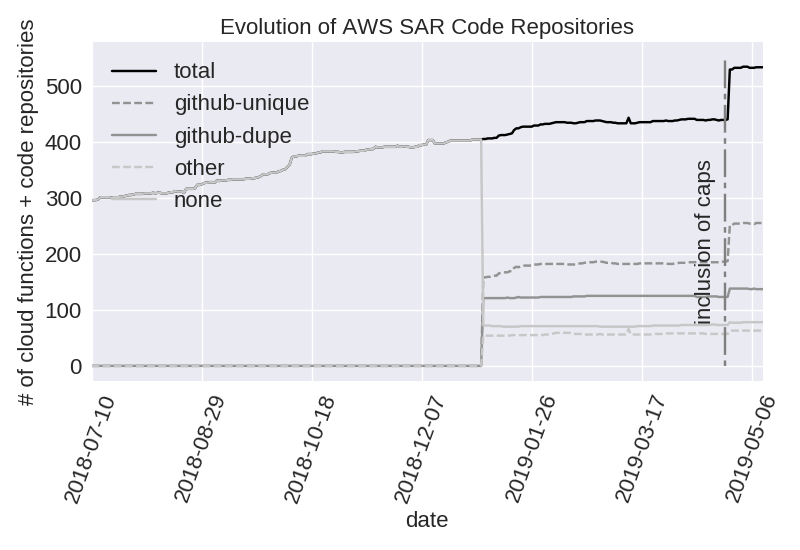 Evolution of AWS SAR Code Repositories
# of cloud functions + code repositories
500
400
300
200
100
0
total
github-unique
github-dupe
other
none
inclusion of caps
2018-07-10
2018-08-29
2018-10-18
2018-12-07
2019-01-26
2019-03-17
2019-05-06
date